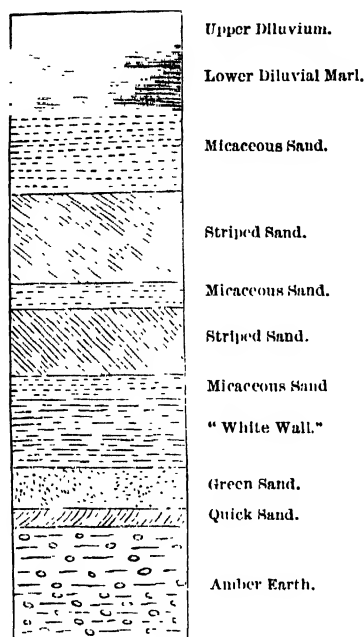 Upper Diluvium.
Lower Diluvial Marl.
Micaceous Sand.
Striped Sand.
Micaceous Sand.
Striped Sand.
Micaceous Sand
“ White Wall.”
Green Sand.
Quick Sand.
Amber Earth.